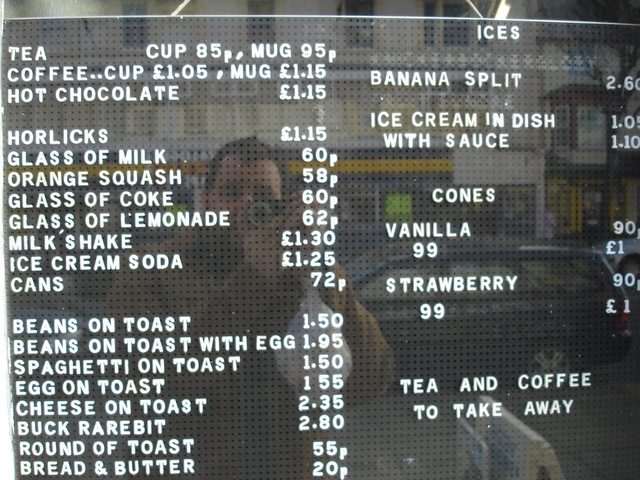 TEA CUP 85p, MUG 95p
COFFEE..CUP £1.05, MUG £1.15
HOT CHOCOLATE £1.15
HORLICKS £1.15
GLASS OF MILK 60p
ORANGE SQUASH 58p
GLASS OF COKE 60p
GLASS OF L'EMONADE 62p
MILK'SHAKE £1.30
ICE CREAM SODA £1.25
CANS 72p
BEANS ON TOAST 1.50
BEANS ON TOAST WITH EGG 1.95
SPAGHETTI ON TOAST 1.50
EGG ON TOAST 1 55
CHEESE ON TOAST 2.35
BUCK RAREBIT 2.80
ROUND OF TOAST 55p
BREAD & BUTTER 20p
ICES
BANANA SPLIT 2.60
ICE CREAM IN DISH 1.05
WITH SAUCE 1.10
CONES
VANILLA 90p
99 £1
STRAWBERRY 90p
99 £1
TEA AND COFFEE
TO TAKE AWAY